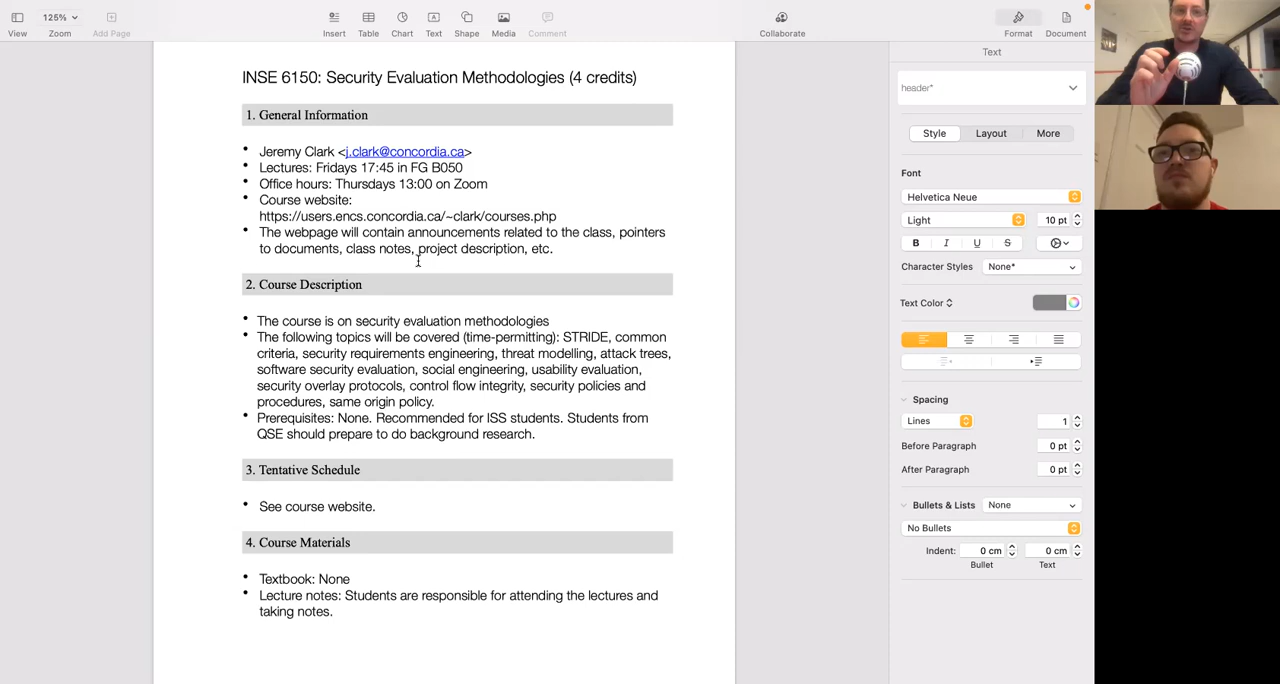 125%
View
Zoom
Add Page
Insert
Table
Chart
Text
Shape
Media
Comment
Collaborate
Format
Document
INSE 6150: Security Evaluation Methodologies (4 credits)
1. General Information
• Jeremy Clark <j.clark@concordia.ca>
• Lectures: Fridays 17:45 in FG B050
• Office hours: Thursdays 13:00 on Zoom
• Course website:
https://users.encs.concordia.ca/~clark/courses.php
• The webpage will contain announcements related to the class, pointers
to documents, class notes, project description, etc.
2. Course Description
• The course is on security evaluation methodologies
• The following topics will be covered (time-permitting): STRIDE, common
criteria, security requirements engineering, threat modelling, attack trees,
software security evaluation, social engineering, usability evaluation,
security overlay protocols, control flow integrity, security policies and
procedures, same origin policy.
• Prerequisites: None. Recommended for ISS students. Students from
QSE should prepare to do background research.
3. Tentative Schedule
• See course website.
4. Course Materials
• Textbook: None
• Lecture notes: Students are responsible for attending the lectures and
taking notes.
Text
header*
Style Layout More
Font
Helvetica Neue
Light 10 pt
B I U S
Character Styles None*
Text Color
Spacing
Lines 1
Before Paragraph 0 pt
After Paragraph 0 pt
Bullets & Lists None
No Bullets
Indent: 0 cm 0 cm
Bullet Text